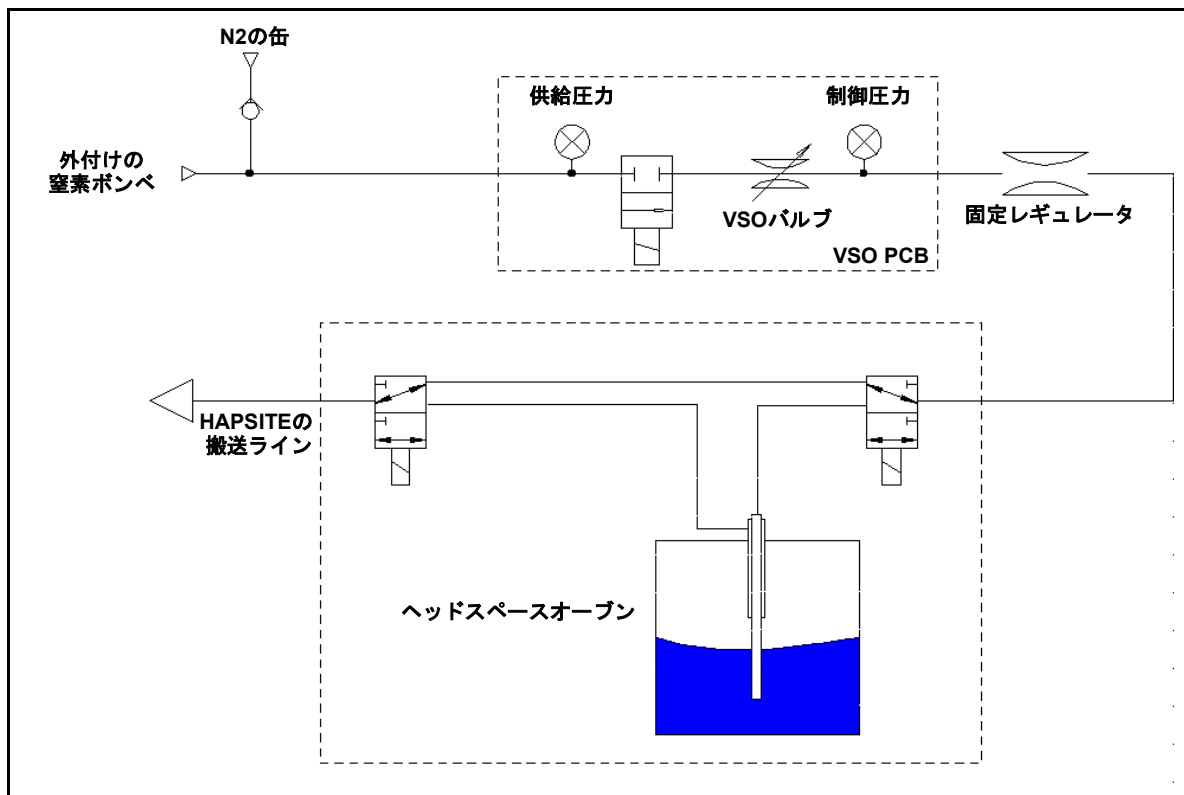 N2の缶
供給圧力
制御圧力
外付けの
窒素ボンベ
VSOバルブ
固定レギュレータ
VSO PCB
HAPSITEの
搬送ライン
ヘッドスペースオーブン